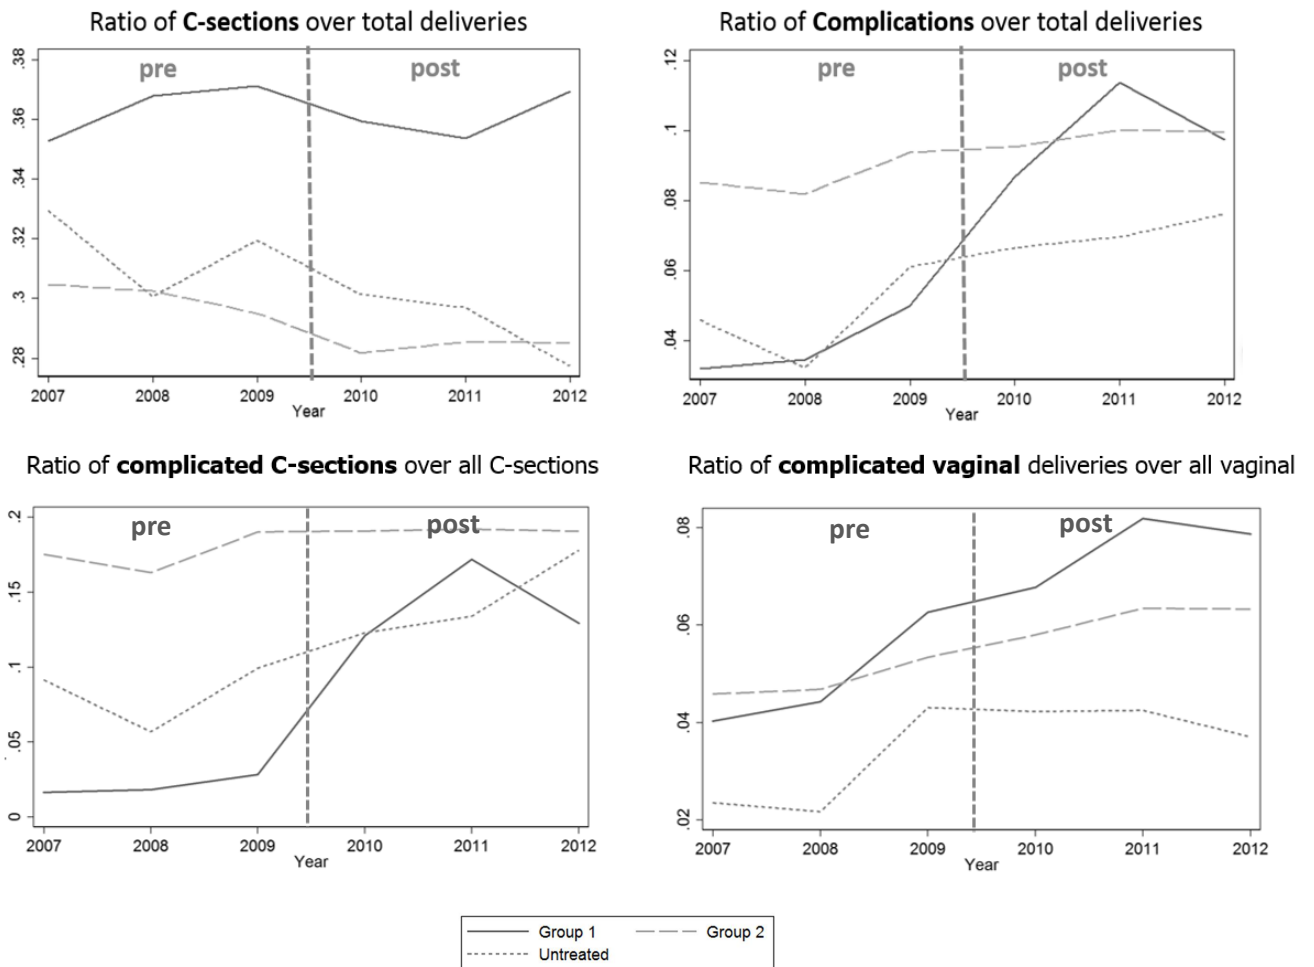 Ratio of C-sections over total deliveries
pre
post
.38
.36
.34
.32
.3
.28
2007 2008 2009 2010 2011 2012
Year
Ratio of Complications over total deliveries
pre
post
.12
.1
.08
.06
.04
2007 2008 2009 2010 2011 2012
Year
Ratio of complicated C-sections over all C-sections
pre
post
.2
.15
.1
.05
0
2007 2008 2009 2010 2011 2012
Year
Ratio of complicated vaginal deliveries over all vaginal
pre
post
.08
.06
.04
.02
2007 2008 2009 2010 2011 2012
Year
Group 1 Group 2
Untreated